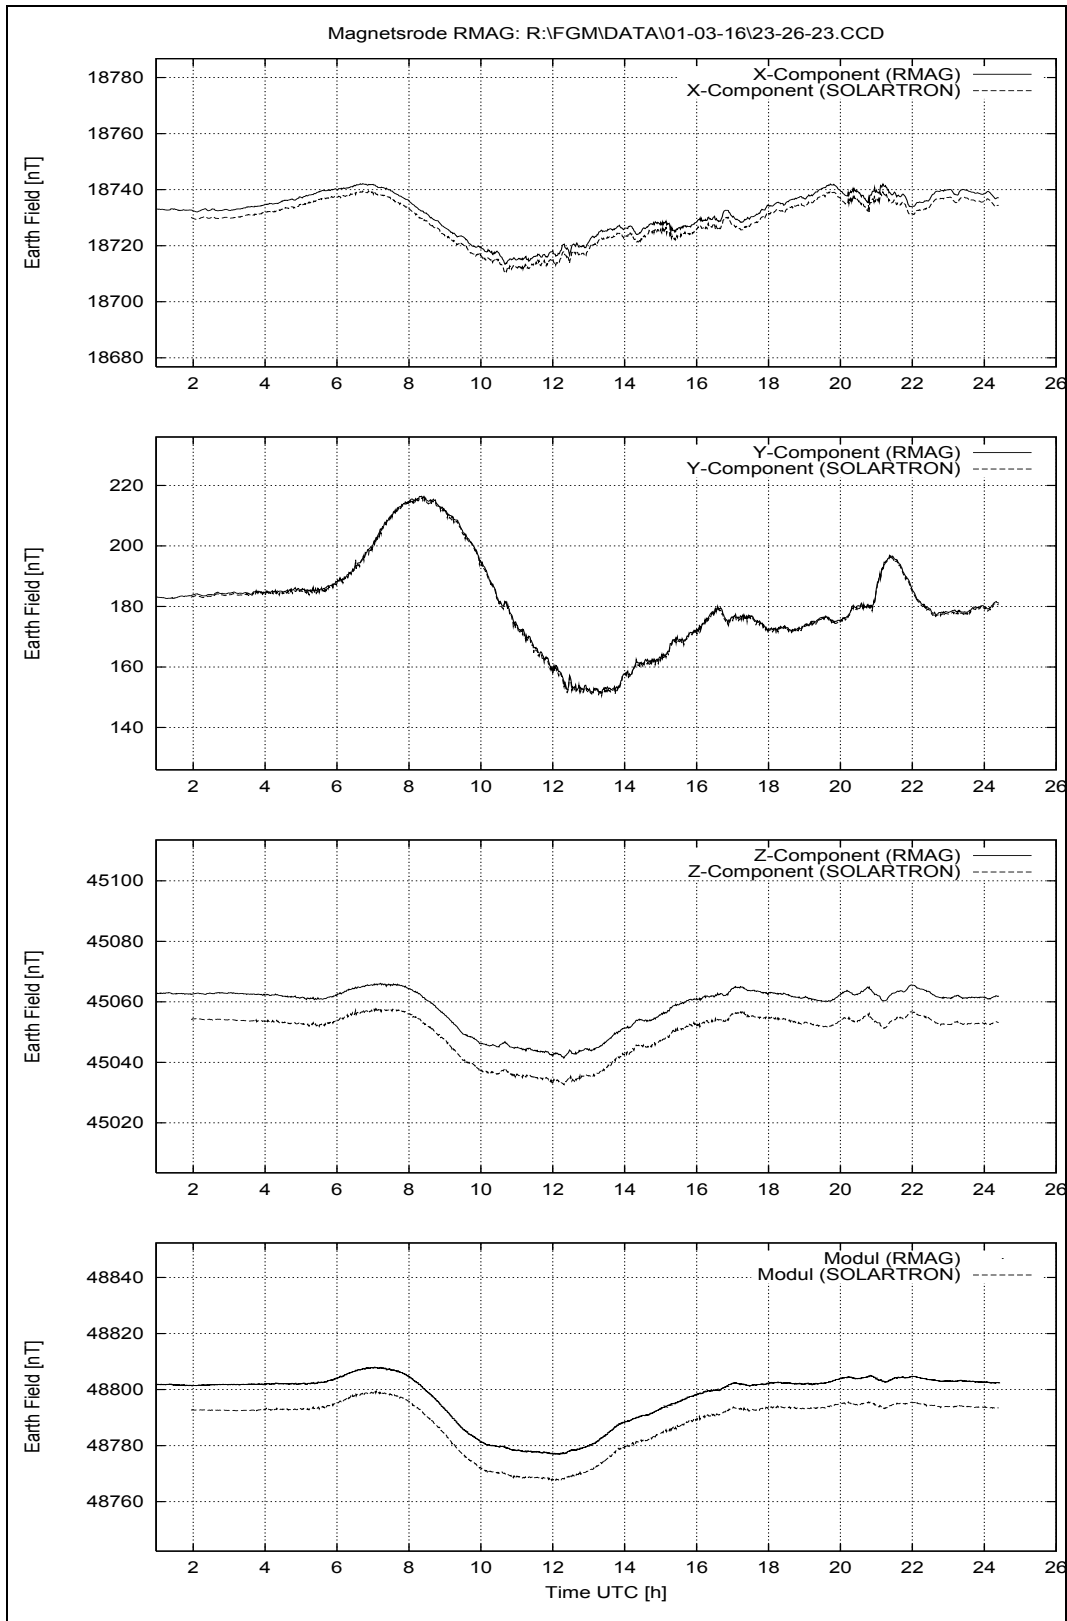 Magnetsrode RMAG: R:\FGM\DATA\01-03-16\23-26-23.CCD
X-Component (RMAG)
X-Component (SOLARTRON)
Earth Field [nT]
18780
18760
18740
18720
18700
18680
2 4 6 8 10 12 14 16 18 20 22 24 26
Y-Component (RMAG)
Y-Component (SOLARTRON)
Earth Field [nT]
220
200
180
160
140
2 4 6 8 10 12 14 16 18 20 22 24 26
Z-Component (RMAG)
Z-Component (SOLARTRON)
Earth Field [nT]
45100
45080
45060
45040
45020
2 4 6 8 10 12 14 16 18 20 22 24 26
Modul (RMAG)
Modul (SOLARTRON)
Earth Field [nT]
48840
48820
48800
48780
48760
2 4 6 8 10 12 14 16 18 20 22 24 26
Time UTC [h]